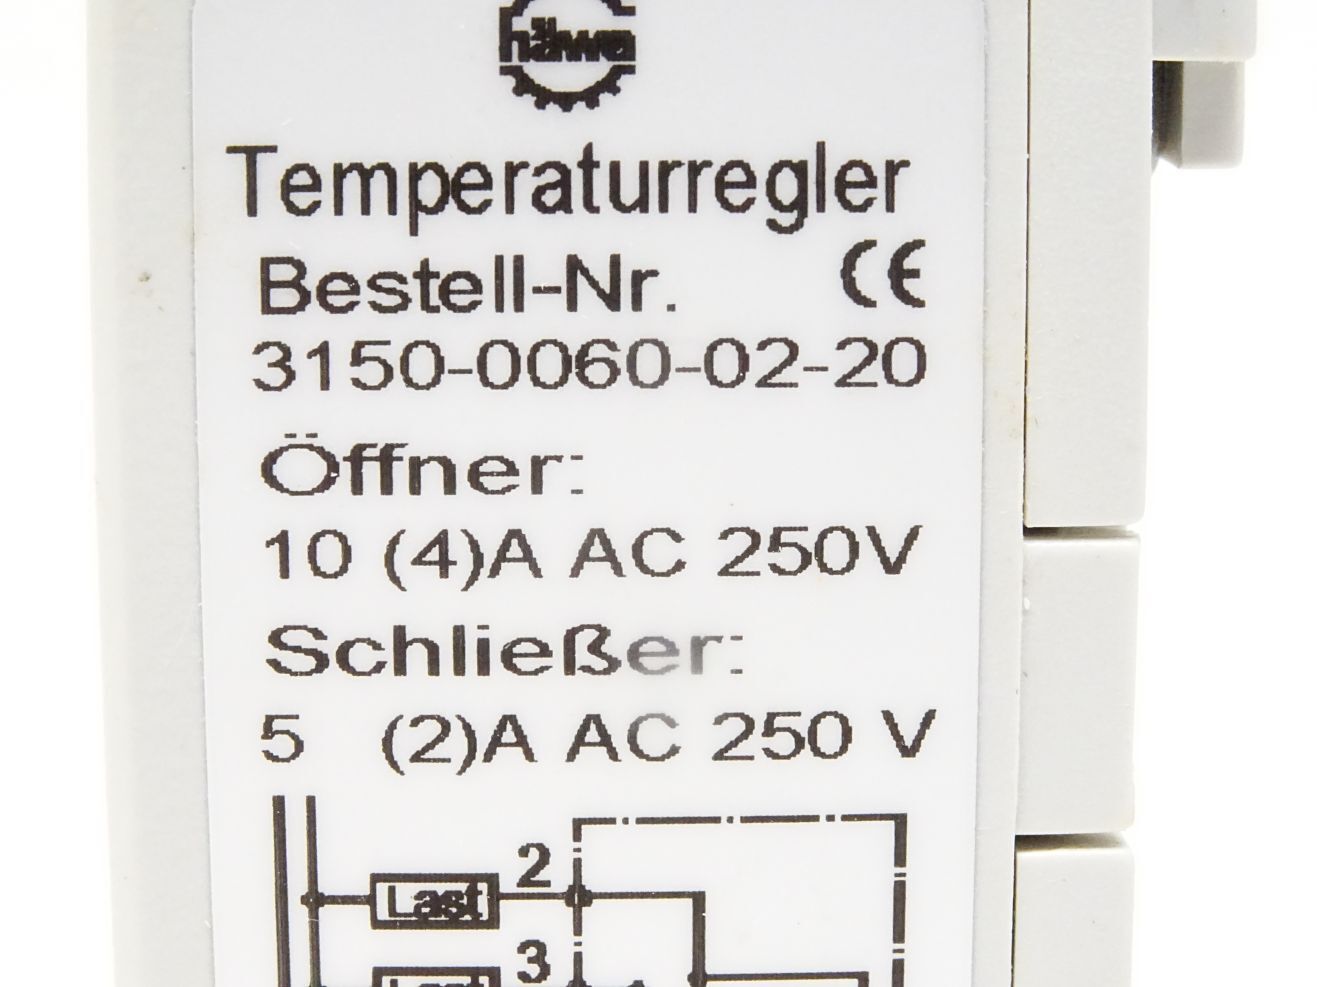 häwa
Temperaturregler
Bestell-Nr. CE
3150-0060-02-20
Öffner:
10 (4)A AC 250V
Schließer:
5 (2)A AC 250 V
2
Last
3
Last